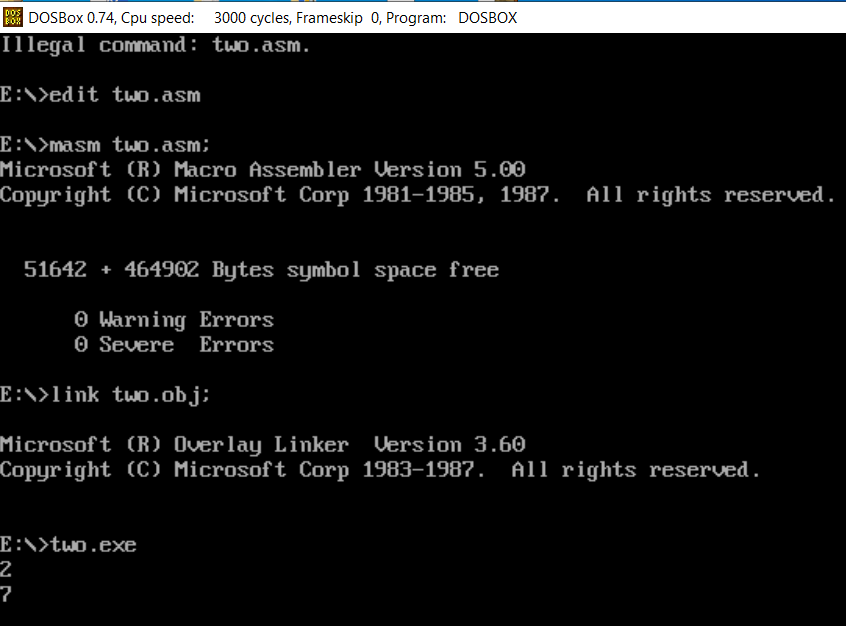 DOS BOX DOSBox 0.74, Cpu speed: 3000 cycles, Frameskip 0, Program: DOSBOX
Illegal command: two.asm.
E:\>edit two.asm
E:\>masm two.asm;
Microsoft (R) Macro Assembler Version 5.00
Copyright (C) Microsoft Corp 1981-1985, 1987. All rights reserved.
51642 + 464902 Bytes symbol space free
0 Warning Errors
0 Severe Errors
E:\>link two.obj;
Microsoft (R) Overlay Linker Version 3.60
Copyright (C) Microsoft Corp 1983-1987. All rights reserved.
E:\>two.exe
2
7